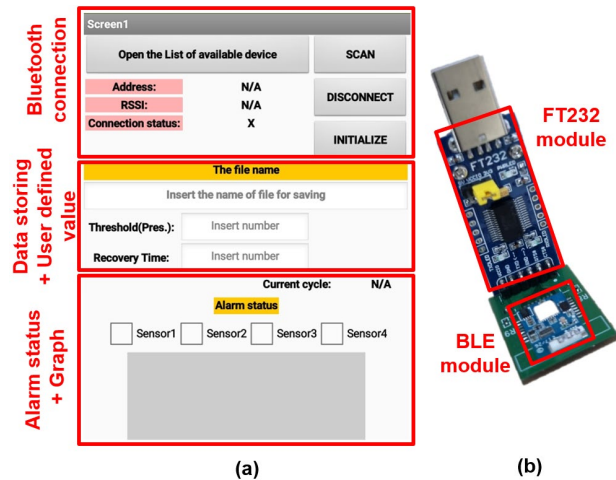 Bluetooth
connection
Screen1
Open the List of available device
SCAN
Address:
N/A
RSSI:
N/A
DISCONNECT
Connection status:
X
INITIALIZE
Data storing
+ User defined
value
The file name
Insert the name of file for saving
Threshold(Pres.):
Insert number
Recovery Time:
Insert number
Alarm status
+ Graph
Current cycle:
N/A
Alarm status
Sensor1
Sensor2
Sensor3
Sensor4
(a)
FT232
module
FT232
BLE
module
(b)